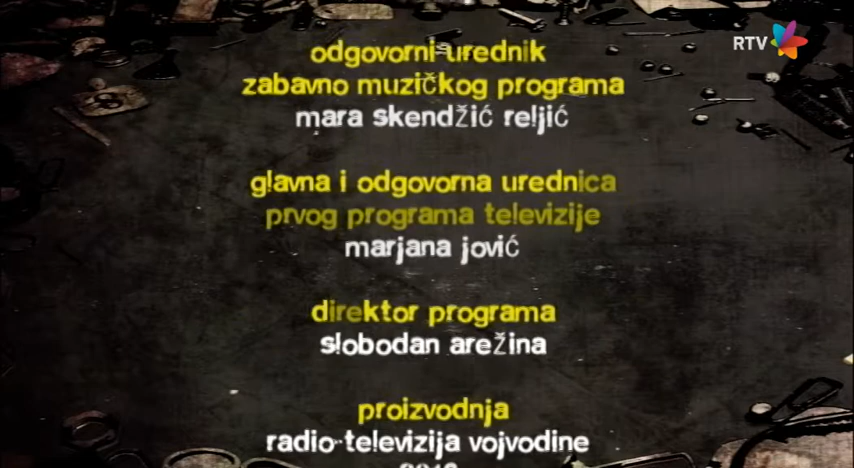 RTV
odgovorni urednik
zabavno muzičkog programa
mara skendžić reljić
glavna i odgovorna urednica
prvog programa televizije
marjana jović
direktor programa
slobodan arežina
proizvodnja
radio-televizija vojvodine